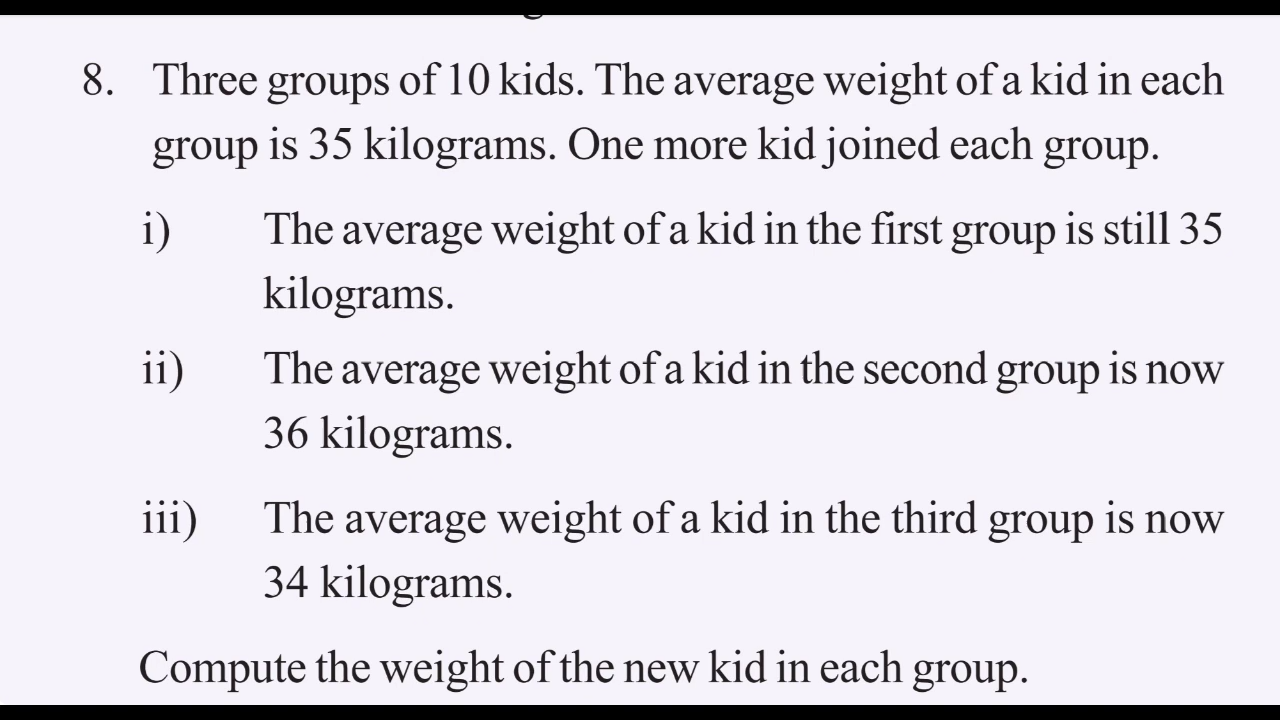 8. Three groups of 10 kids. The average weight of a kid in each
group is 35 kilograms. One more kid joined each group.
i) The average weight of a kid in the first group is still 35
kilograms.
ii) The average weight of a kid in the second group is now
36 kilograms.
iii) The average weight of a kid in the third group is now
34 kilograms.
Compute the weight of the new kid in each group.